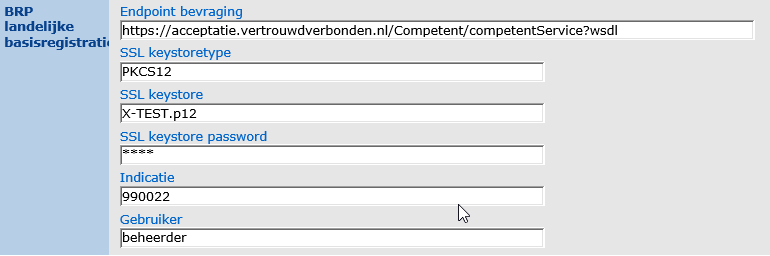 BRP
landelijke
basisregistratie
Endpoint bevraging
https://acceptatie.vertrouwdverbonden.nl/Competent/competentService?wsdl
SSL keystoretype
PKCS12
SSL keystore
X-TEST.p12
SSL keystore password
****
Indicatie
990022
Gebruiker
beheerder